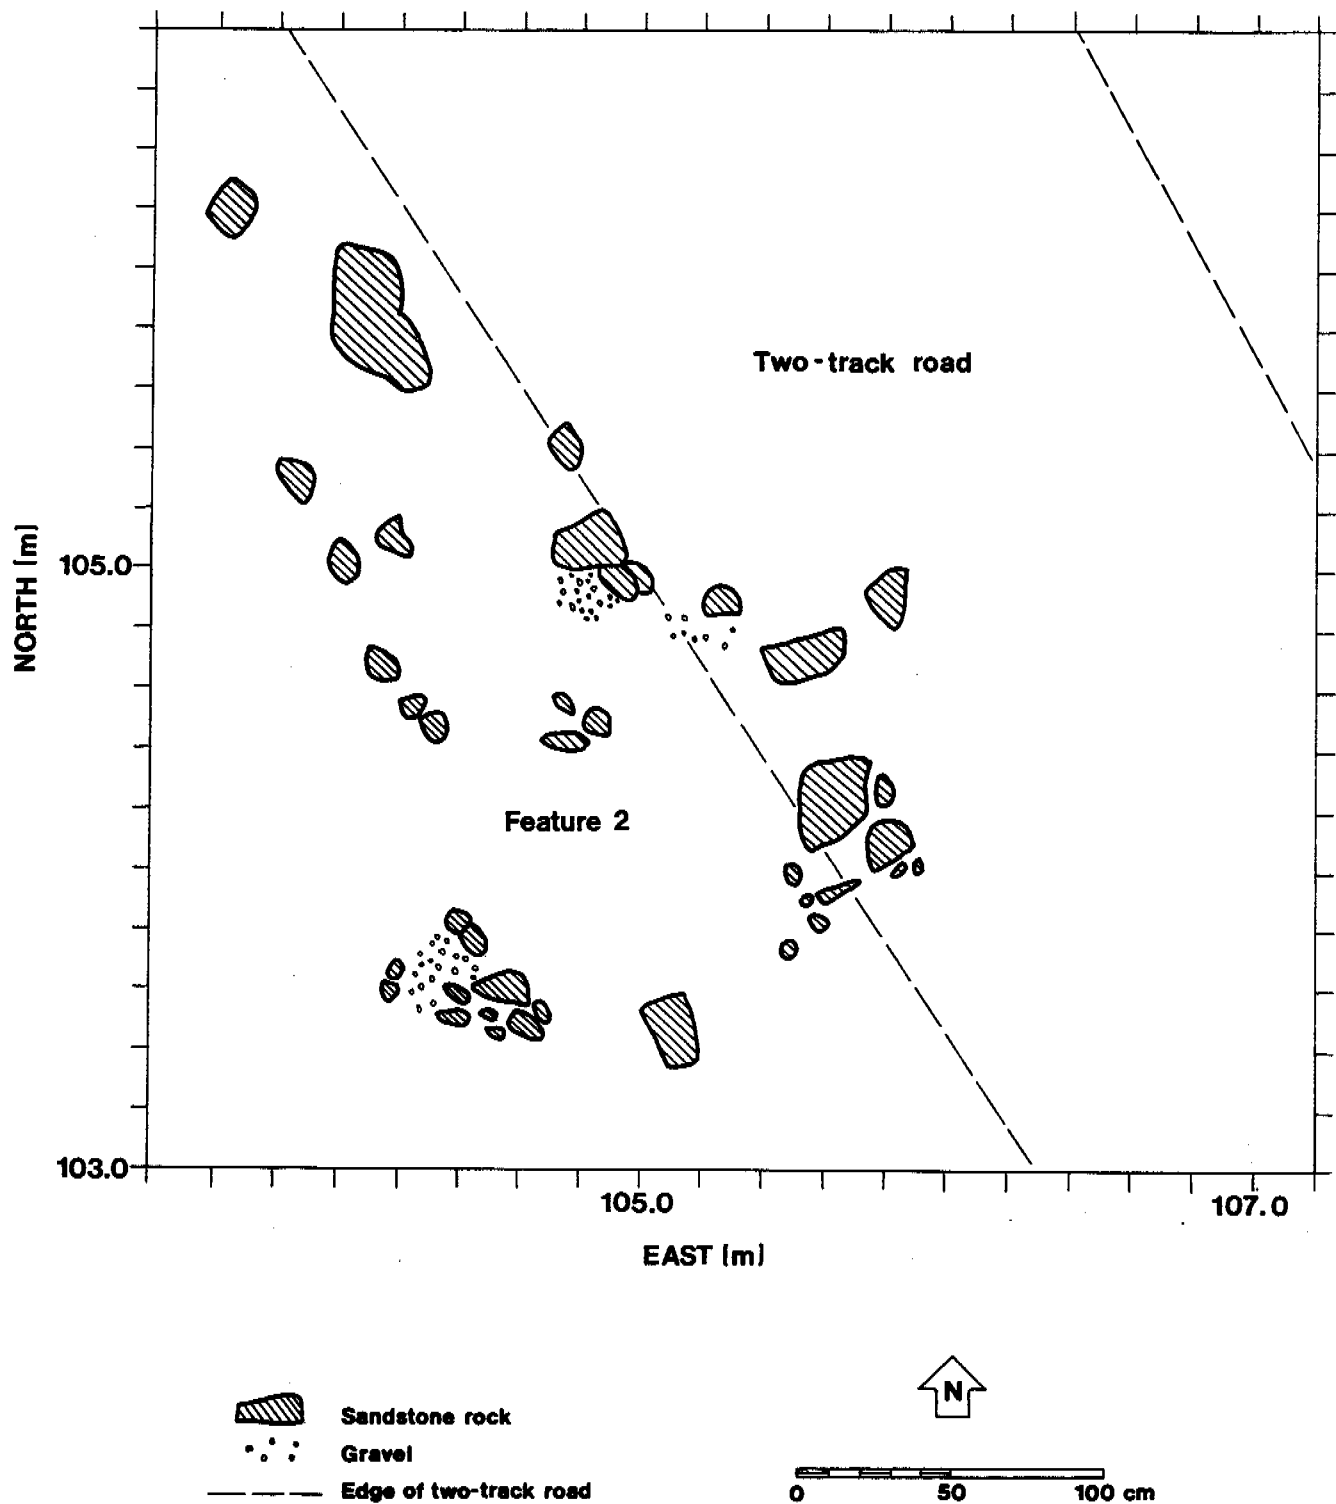 Two-track road
NORTH (m)
105.0
Feature 2
103.0
105.0
107.0
EAST (m)
N
Sandstone rock
Gravel
Edge of two-track road
0 50 100 cm